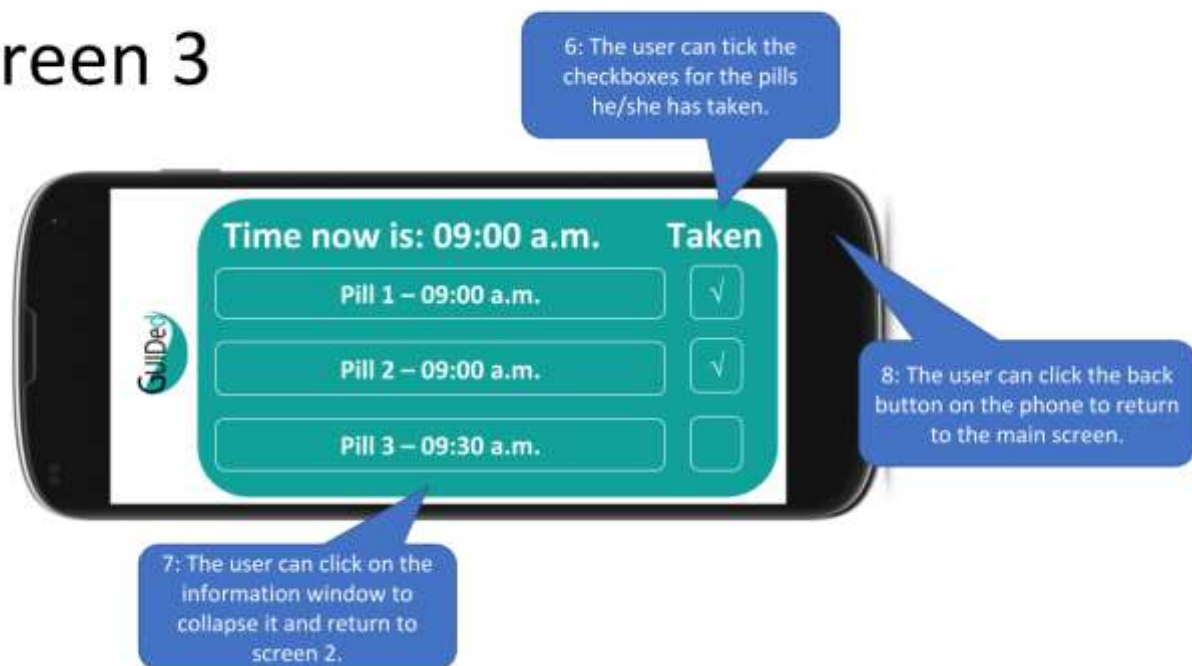 reen 3
6: The user can tick the
checkboxes for the pills
he/she has taken.
Time now is: 09:00 a.m. Taken
Pill 1 – 09:00 a.m. √
Pill 2 – 09:00 a.m. √
Pill 3 – 09:30 a.m.
GUIDed
8: The user can click the back
button on the phone to return
to the main screen.
7: The user can click on the
information window to
collapse it and return to
screen 2.